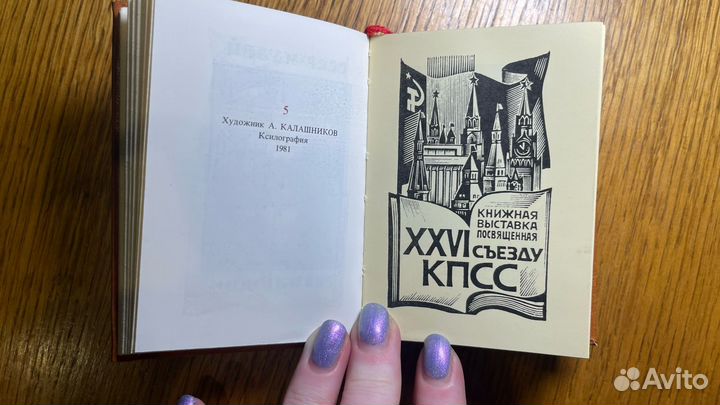 5
Художник А. КАЛАШНИКОВ
Ксилография
1981
КНИЖНАЯ
ВЫСТАВКА
ПОСВЯЩЕННАЯ
XXVI СЪЕЗДУ
КПСС
Avito